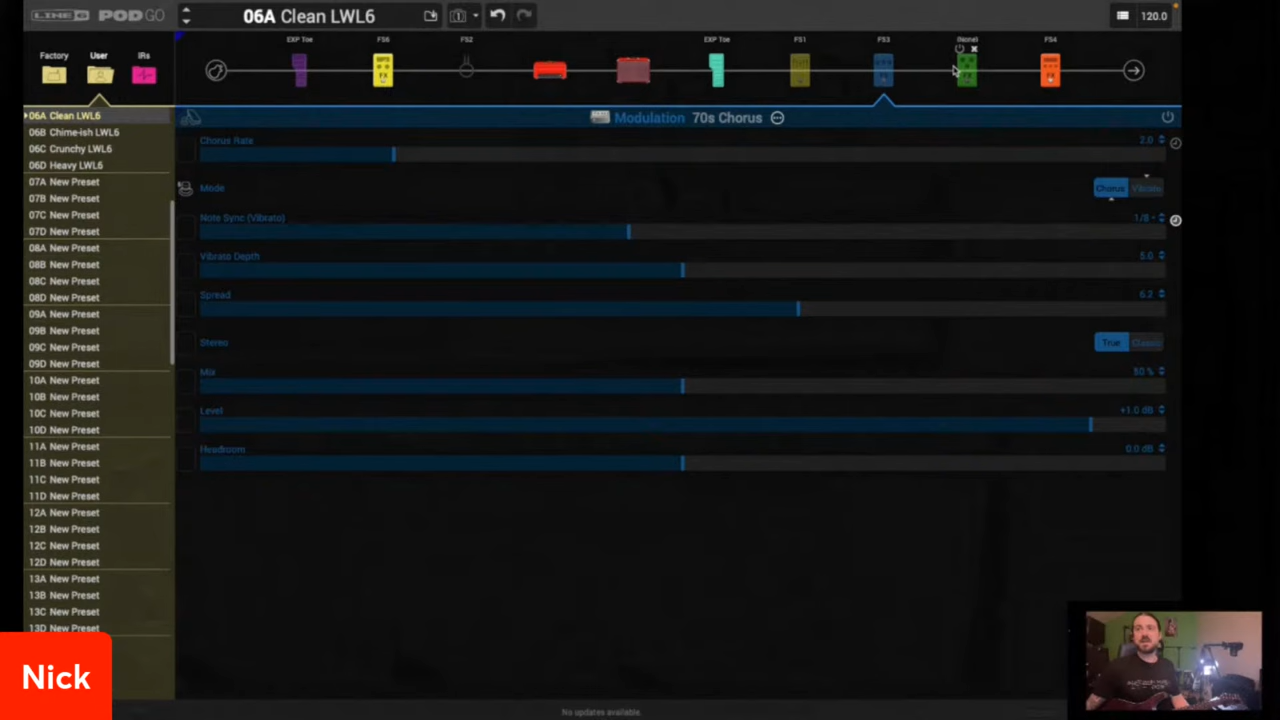 LINE 6 POD GO
06A Clean LWL6
1
120.0
Factory
User
IRs
EXP Toe
FS6
FS2
EXP Toe
FS1
FS3
(None)
FS4
FX
FX
FX
06A Clean LWL6
06B Chime-ish LWL6
06C Crunchy LWL6
06D Heavy LWL6
07A New Preset
07B New Preset
07C New Preset
07D New Preset
08A New Preset
08B New Preset
08C New Preset
08D New Preset
09A New Preset
09B New Preset
09C New Preset
09D New Preset
10A New Preset
10B New Preset
10C New Preset
10D New Preset
11A New Preset
11B New Preset
11C New Preset
11D New Preset
12A New Preset
12B New Preset
12C New Preset
12D New Preset
13A New Preset
13B New Preset
13C New Preset
13D New Preset
Modulation 70s Chorus
Chorus Rate 2.0
Mode Chorus Vibrato
Note Sync (Vibrato) 1/8
Vibrato Depth 5.0
Spread 6.2
Stereo True Classic
Mix 50 %
Level +1.0 dB
Headroom 0.0 dB
No updates available.
Nick